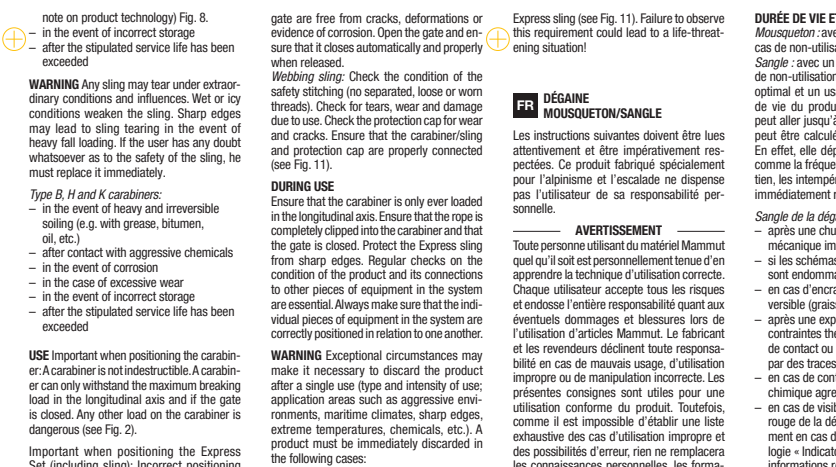 note on product technology) Fig. 8.
– in the event of incorrect storage
– after the stipulated service life has been
exceeded
WARNING Any sling may tear under extraor-
dinary conditions and influences. Wet or icy
conditions weaken the sling. Sharp edges
may lead to sling tearing in the event of
heavy fall loading. If the user has any doubt
whatsoever as to the safety of the sling, he
must replace it immediately.
Type B, H and K carabiners:
– in the event of heavy and irreversible
soiling (e.g. with grease, bitumen,
oil, etc.)
– after contact with aggressive chemicals
– in the event of corrosion
– in the case of excessive wear
– in the event of incorrect storage
– after the stipulated service life has been
exceeded
USE Important when positioning the carabin-
er: A carabiner is not indestructible. A carabin-
er can only withstand the maximum breaking
load in the longitudinal axis and if the gate
is closed. Any other load on the carabiner is
dangerous (see Fig. 2).
Important when positioning the Express
Set (including sling): Incorrect positioning
gate are free from cracks, deformations or
evidence of corrosion. Open the gate and en-
sure that it closes automatically and properly
when released.
Webbing sling: Check the condition of the
safety stitching (no separated, loose or worn
threads). Check for tears, wear and damage
due to use. Check the protection cap for wear
and cracks. Ensure that the carabiner/sling
and protection cap are properly connected
(see Fig. 11).
DURING USE
Ensure that the carabiner is only ever loaded
in the longitudinal axis. Ensure that the rope is
completely clipped into the carabiner and that
the gate is closed. Protect the Express sling
from sharp edges. Regular checks on the
condition of the product and its connections
to other pieces of equipment in the system
are essential. Always make sure that the indi-
vidual pieces of equipment in the system are
correctly positioned in relation to one another.
WARNING Exceptional circumstances may
make it necessary to discard the product
after a single use (type and intensity of use;
application areas such as aggressive envi-
ronments, maritime climates, sharp edges,
extreme temperatures, chemicals, etc.). A
product must be immediately discarded in
the following cases:
Express sling (see Fig. 11). Failure to observe
this requirement could lead to a life-threat-
ening situation!
FR DÉGAINE
MOUSQUETON/SANGLE
Les instructions suivantes doivent être lues
attentivement et être impérativement res-
pectées. Ce produit fabriqué spécialement
pour l'alpinisme et l'escalade ne dispense
pas l'utilisateur de sa responsabilité per-
sonnelle.
AVERTISSEMENT
Toute personne utilisant du matériel Mammut
quel qu'il soit est personnellement tenue d'en
apprendre la technique d'utilisation correcte.
Chaque utilisateur accepte tous les risques
et endosse l'entière responsabilité quant aux
éventuels dommages et blessures lors de
l'utilisation d'articles Mammut. Le fabricant
et les revendeurs déclinent toute responsa-
bilité en cas de mauvais usage, d'utilisation
impropre ou de manipulation incorrecte. Les
présentes consignes sont utiles pour une
utilisation conforme du produit. Toutefois,
comme il est impossible d'établir une liste
exhaustive des cas d'utilisation impropre et
des possibilités d'erreur, rien ne remplacera
les connaissances personnelles, les forma-
DURÉE DE VIE ET
Mousqueton : ave
cas de non-utilisa
Sangle : avec un
de non-utilisation
optimal et un us
de vie du produ
peut aller jusqu'à
peut être calculé
En effet, elle dép
comme la fréque
tien, les intempé
immédiatement r
Sangle de la déga
– après une chu
mécanique im
– si les schémas
sont endomma
– en cas d'encra
versible (grais
– après une exp
contraintes the
de contact ou
par des traces
– en cas de cont
chimique agre
– en cas de visib
rouge de la dé
ment en cas d
logie « Indicat
informations r